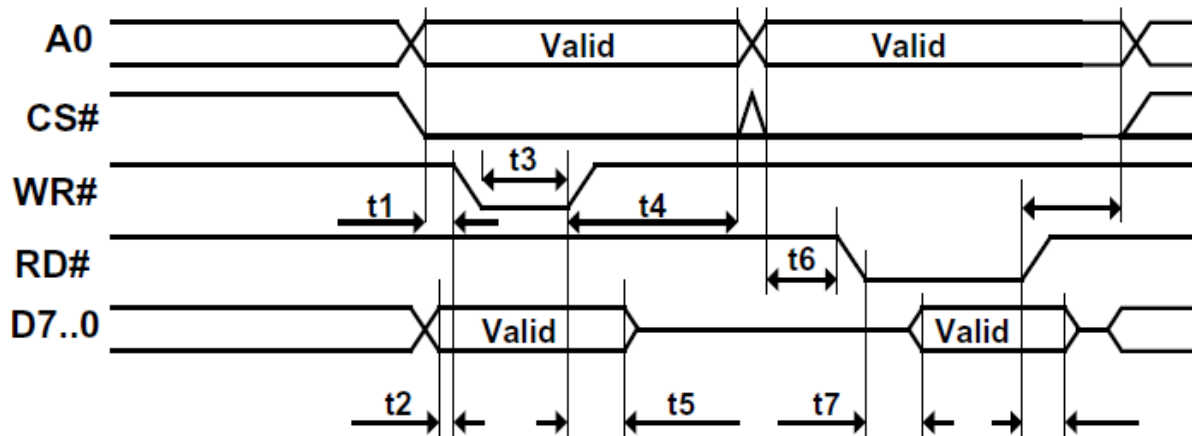 A0 Valid Valid
CS#
t3
WR#
t1 t4
RD# t6
D7..0 Valid Valid
t2 t5 t7